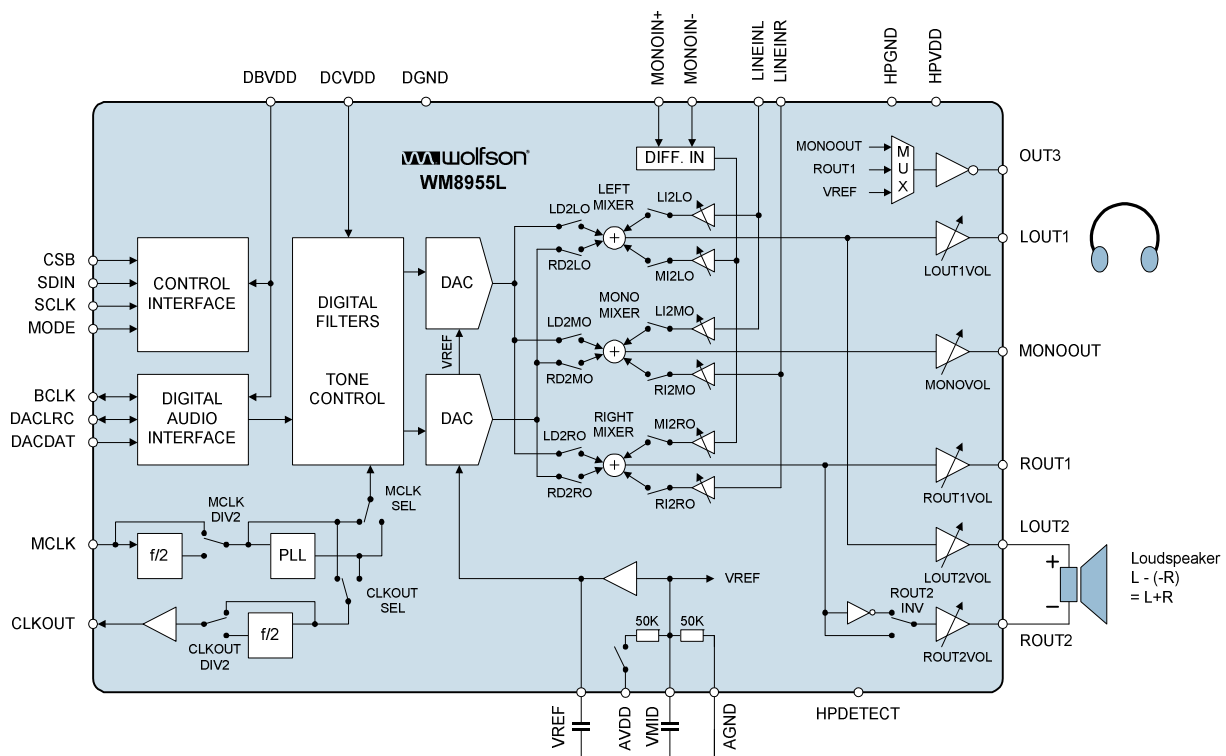 MONOIN+
MONOIN-
LINEINL
LINEINR
HPGND
HPVDD
DBVDD
DCVDD
DGND
wolfson
WM8955L
DIFF. IN
MONOOUT
ROUT1
VREF
MUX
OUT3
LEFT
MIXER
LI2LO
LD2LO
RD2LO
MI2LO
LOUT1
LOUT1VOL
CSB
SDIN
SCLK
MODE
CONTROL
INTERFACE
DIGITAL
FILTERS
TONE
CONTROL
DAC
VREF
DAC
MONO
MIXER
LI2MO
LD2MO
RD2MO
RI2MO
MONOOUT
MONOVOL
BCLK
DACLRC
DACDAT
DIGITAL
AUDIO
INTERFACE
RIGHT
MIXER
MI2RO
LD2RO
RD2RO
RI2RO
ROUT1
ROUT1VOL
MCLK
DIV2
MCLK
SEL
MCLK
f/2
PLL
CLKOUT
SEL
CLKOUT
f/2
CLKOUT
DIV2
VREF
50K
50K
LOUT2
LOUT2VOL
ROUT2
INV
ROUT2VOL
ROUT2
+
−
Loudspeaker
L - (-R)
= L+R
VREF
AVDD
VMID
AGND
HPDETECT